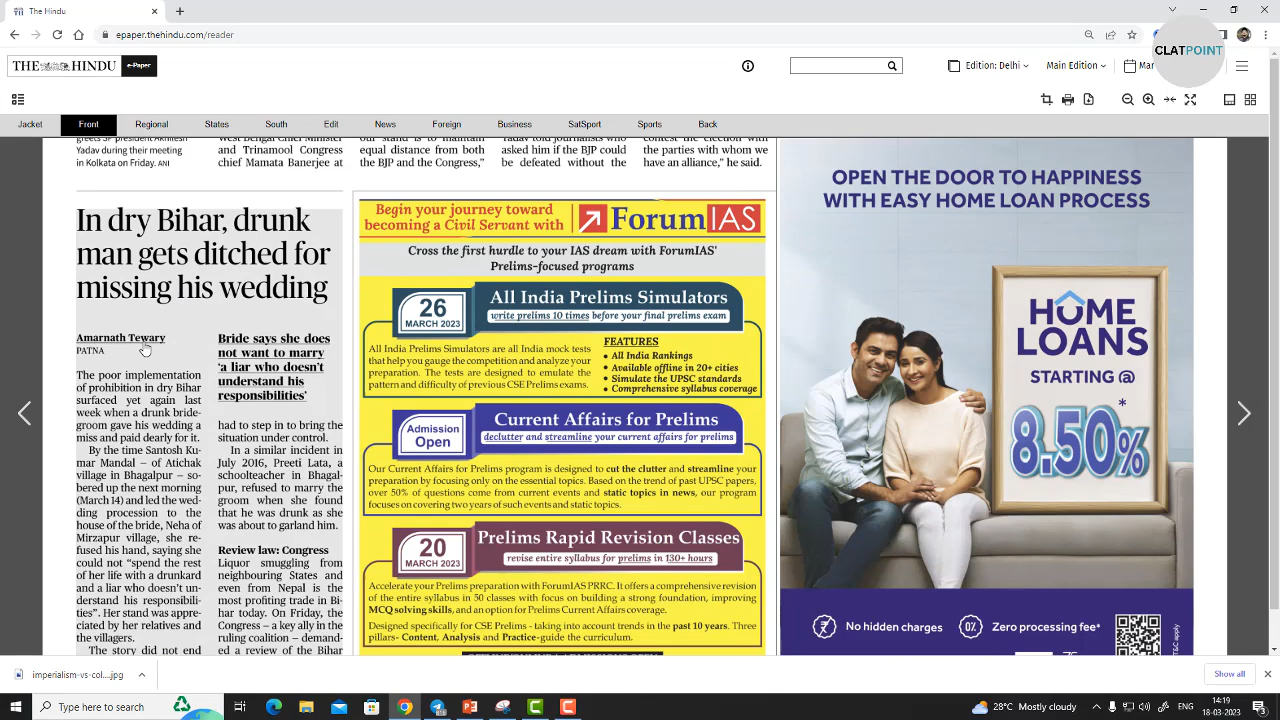 epaper.thehindu.com/reader
THE HINDU
e-Paper
Edition: Delhi
Main Edition
Mar
CLATPOINT
Jacket
Front
Regional
States
South
Edit
News
Foreign
Business
SatSport
Sports
Back
greets SP president Akhilesh
Yadav during their meeting
in Kolkata on Friday. ANI
West Bengal Chief Minister
and Trinamool Congress
chief Mamata Banerjee at
equal distance from both
the BJP and the Congress,”
Yadav told journalists who
asked him if the BJP could
be defeated without the
contest the election with
the parties with whom we
have an alliance,” he said.
In dry Bihar, drunk
man gets ditched for
missing his wedding
Amarnath Tewary
PATNA
The poor implementation
of prohibition in dry Bihar
surfaced yet again last
week when a drunk bride-
groom gave his wedding a
miss and paid dearly for it.
By the time Santosh Ku-
mar Mandal – of Atichak
village in Bhagalpur – so-
bered up the next morning
(March 14) and led the wed-
ding procession to the
house of the bride, Neha of
Mirzapur village, she re-
fused his hand, saying she
could not “spend the rest
of her life with a drunkard
and a liar who doesn’t un-
derstand his responsibili-
ties”. Her stand was appre-
ciated by her relatives and
the villagers.
The story did not end
Bride says she does
not want to marry
‘a liar who doesn’t
understand his
responsibilities’
had to step in to bring the
situation under control.
In a similar incident in
July 2016, Preeti Lata, a
schoolteacher in Bhagal-
pur, refused to marry the
groom when she found
that he was drunk as she
was about to garland him.
Review law: Congress
Liquor smuggling from
neighbouring States and
even from Nepal is the
most profiting trade in Bi-
har today. On Friday, the
Congress – a key ally in the
ruling coalition – demand-
ed a review of the Bihar
Begin your journey toward
becoming a Civil Servant with
ForumIAS
Cross the first hurdle to your IAS dream with ForumIAS'
Prelims-focused programs
26
MARCH 2023
All India Prelims Simulators
write prelims 10 times before your final prelims exam
All India Prelims Simulators are all India mock tests
that help you gauge the competition and analyze your
preparation. The tests are designed to emulate the
pattern and difficulty of previous CSE Prelims exams.
FEATURES
• All India Rankings
• Available offline in 20+ cities
• Simulate the UPSC standards
• Comprehensive syllabus coverage
Admission
Open
Current Affairs for Prelims
declutter and streamline your current affairs for prelims
Our Current Affairs for Prelims program is designed to cut the clutter and streamline your
preparation by focusing only on the essential topics. Based on the trend of past UPSC papers,
over 50% of questions come from current events and static topics in news, our program
focuses on covering two years of such events and static topics.
20
MARCH 2023
Prelims Rapid Revision Classes
revise entire syllabus for prelims in 130+ hours
Accelerate your Prelims preparation with ForumIAS PRRC. It offers a comprehensive revision
of the entire syllabus in 50 classes with focus on building a strong foundation, improving
MCQ solving skills, and an option for Prelims Current Affairs coverage.
Designed specifically for CSE Prelims - taking into account trends in the past 10 years. Three
pillars- Content, Analysis and Practice-guide the curriculum.
OPEN THE DOOR TO HAPPINESS
WITH EASY HOME LOAN PROCESS
HOME
LOANS
STARTING @
8.50%*
No hidden charges
0%
Zero processing fee*
T&C apply
imperialism-vs-col....jpg
Show all
Type here to search
28°C Mostly cloudy
14:19
18-03-2023